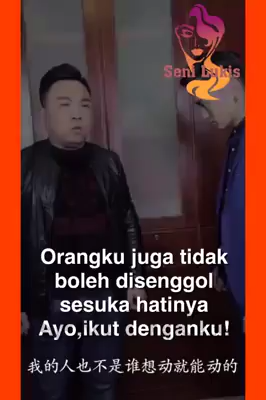 Seni Lukis
Orangku juga tidak
boleh disenggol
sesuka hatinya
Ayo,ikut denganku!
我的人也不是谁想动就能动的